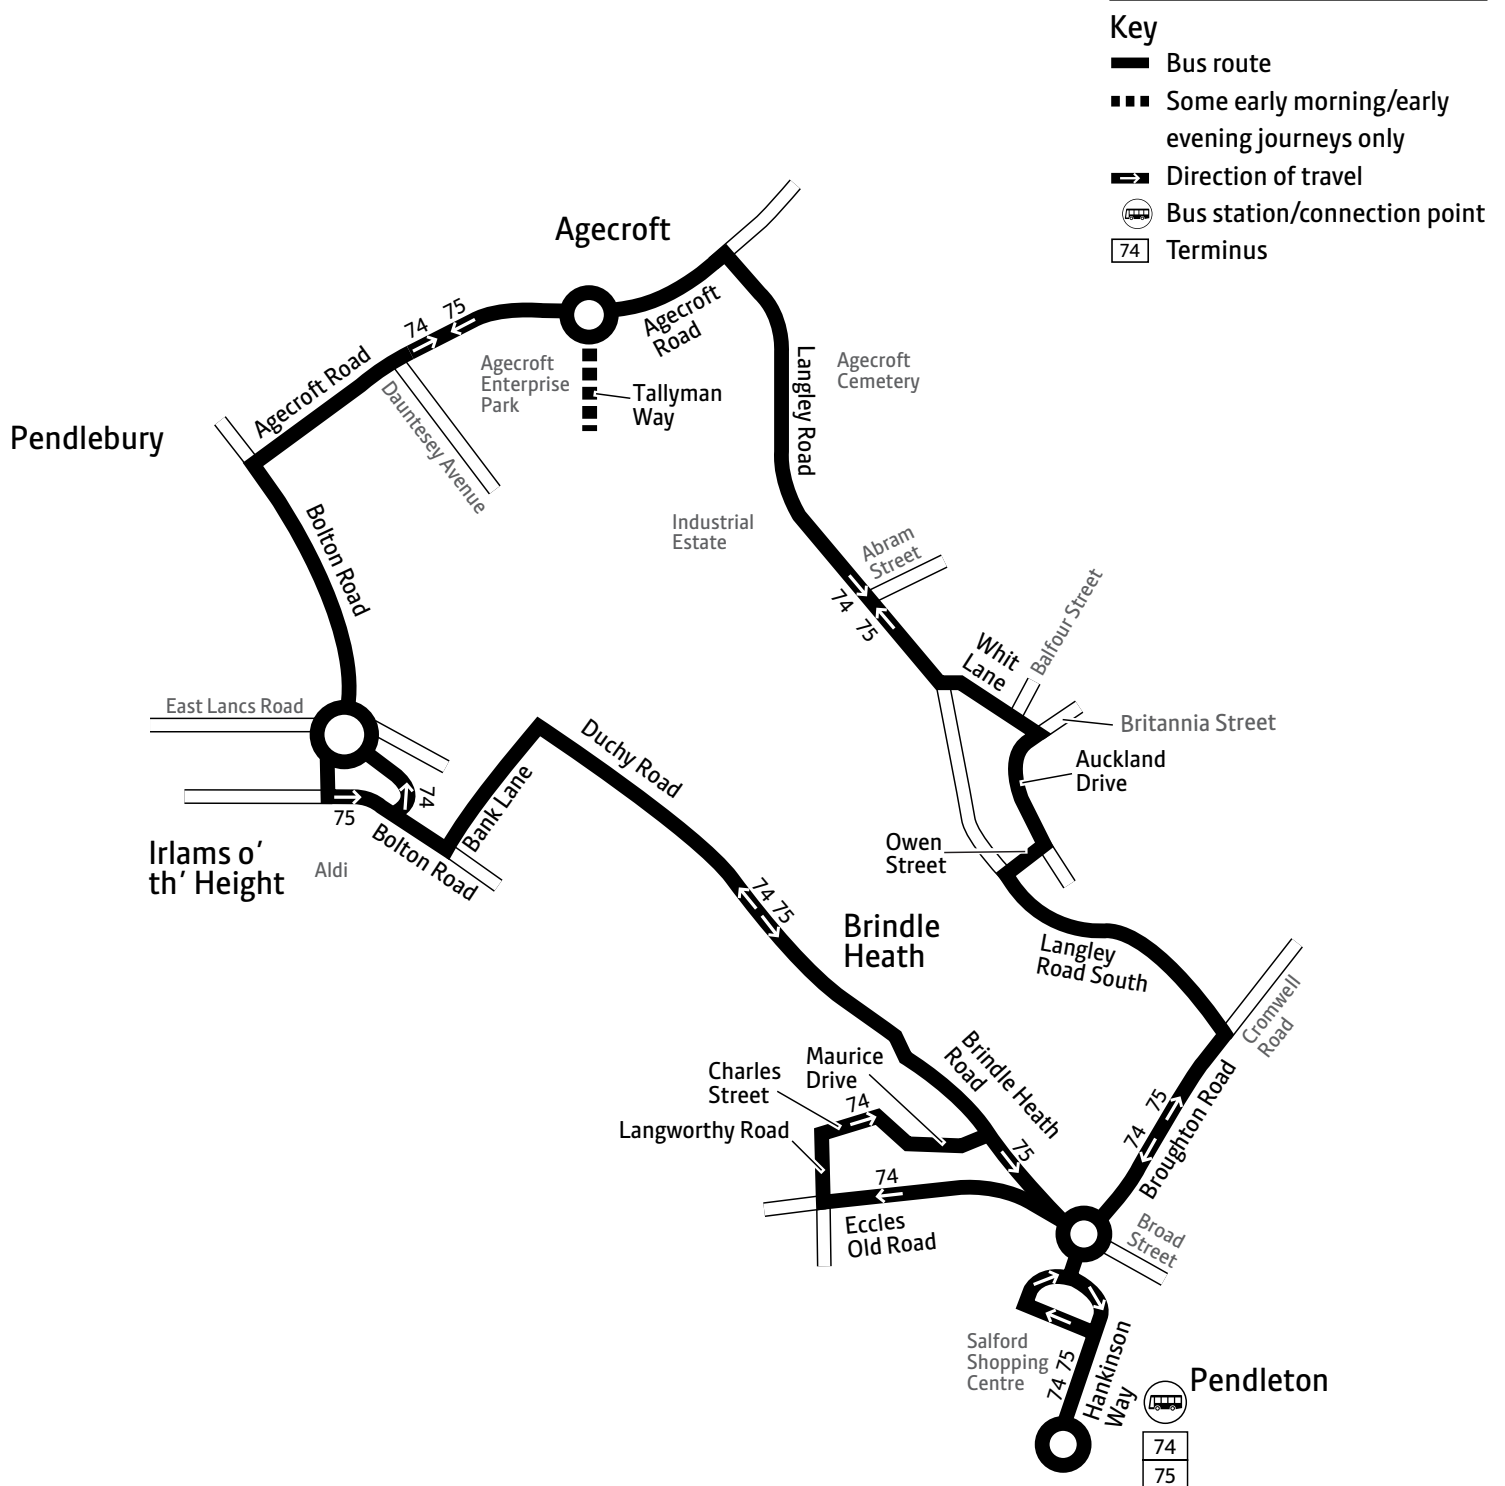 Key
Bus route
Some early morning/early
evening journeys only
Direction of travel
Bus station/connection point
74 Terminus
Agecroft
74 75
Agecroft
Road
Agecroft Road
Agecroft
Enterprise
Park
Tallyman
Way
Langley Road
Agecroft
Cemetery
Dauntesey Avenue
Pendlebury
Bolton Road
Industrial
Estate
Abram
Street
74 75
Whit
Lane
Balfour Street
East Lancs Road
Britannia Street
Duchy Road
Auckland
Drive
Bank Lane
74
75
Bolton Road
Irlams o’
th’ Height
Aldi
Owen
Street
74 75
Brindle
Heath
Langley
Road South
Cromwell
Road
Brindle Heath
Road
Maurice
Drive
Charles
Street
74
Langworthy Road
75
74 75
Broughton Road
74
Eccles
Old Road
Broad
Street
Salford
Shopping
Centre
74 75
Hankinson
Way
Pendleton
74
75